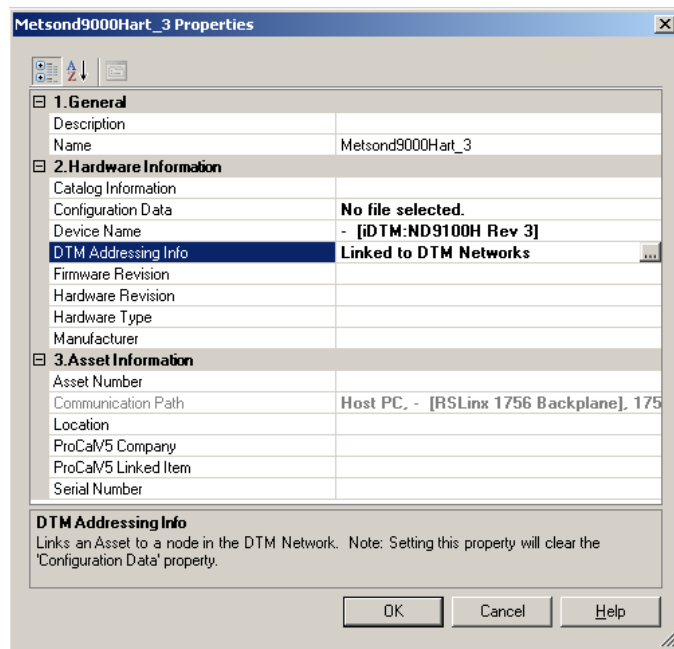 Metsond9000Hart_3 Properties
1.General
Description
Name Metsond9000Hart_3
2.Hardware Information
Catalog Information
Configuration Data No file selected.
Device Name - [iDTM:ND9100H Rev 3]
DTM Addressing Info Linked to DTM Networks ...
Firmware Revision
Hardware Revision
Hardware Type
Manufacturer
3.Asset Information
Asset Number
Communication Path Host PC, - [RSLinx 1756 Backplane], 175
Location
ProCalV5 Company
ProCalV5 Linked Item
Serial Number
DTM Addressing Info
Links an Asset to a node in the DTM Network. Note: Setting this property will clear the
'Configuration Data' property.
OK Cancel Help